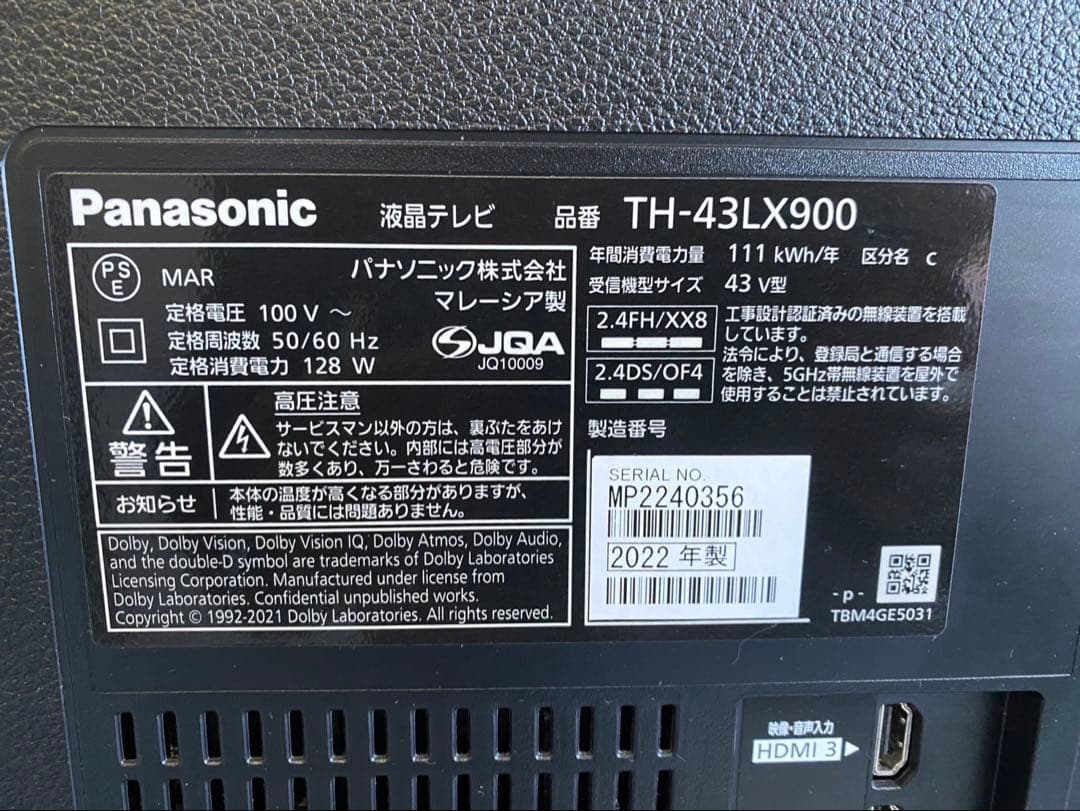 Panasonic 液晶テレビ 品番 TH-43LX900
PSE MAR パナソニック株式会社
マレーシア製
定格電圧 100 V ～
定格周波数 50/60 Hz
定格消費電力 128 W
JQA
JQ10009
警告
高圧注意
サービスマン以外の方は、裏ぶたをあけ
ないでください。内部には高電圧部分が
数多くあり、万一さわると危険です。
お知らせ
本体の温度が高くなる部分がありますが、
性能・品質には問題ありません。
Dolby, Dolby Vision, Dolby Vision IQ, Dolby Atmos, Dolby Audio,
and the double-D symbol are trademarks of Dolby Laboratories
Licensing Corporation. Manufactured under license from
Dolby Laboratories. Confidential unpublished works.
Copyright © 1992-2021 Dolby Laboratories. All rights reserved.
年間消費電力量 111 kWh/年 区分名 c
受信機型サイズ 43 V型
2.4FH/XX8
2.4DS/OF4
工事設計認証済みの無線装置を搭載
しています。
法令により、登録局と通信する場合
を除き、5GHz帯無線装置を屋外で
使用することは禁止されています。
製造番号
SERIAL NO.
MP2240356
2022 年製
- p -
TBM4GE5031
映像・音声入力
HDMI 3